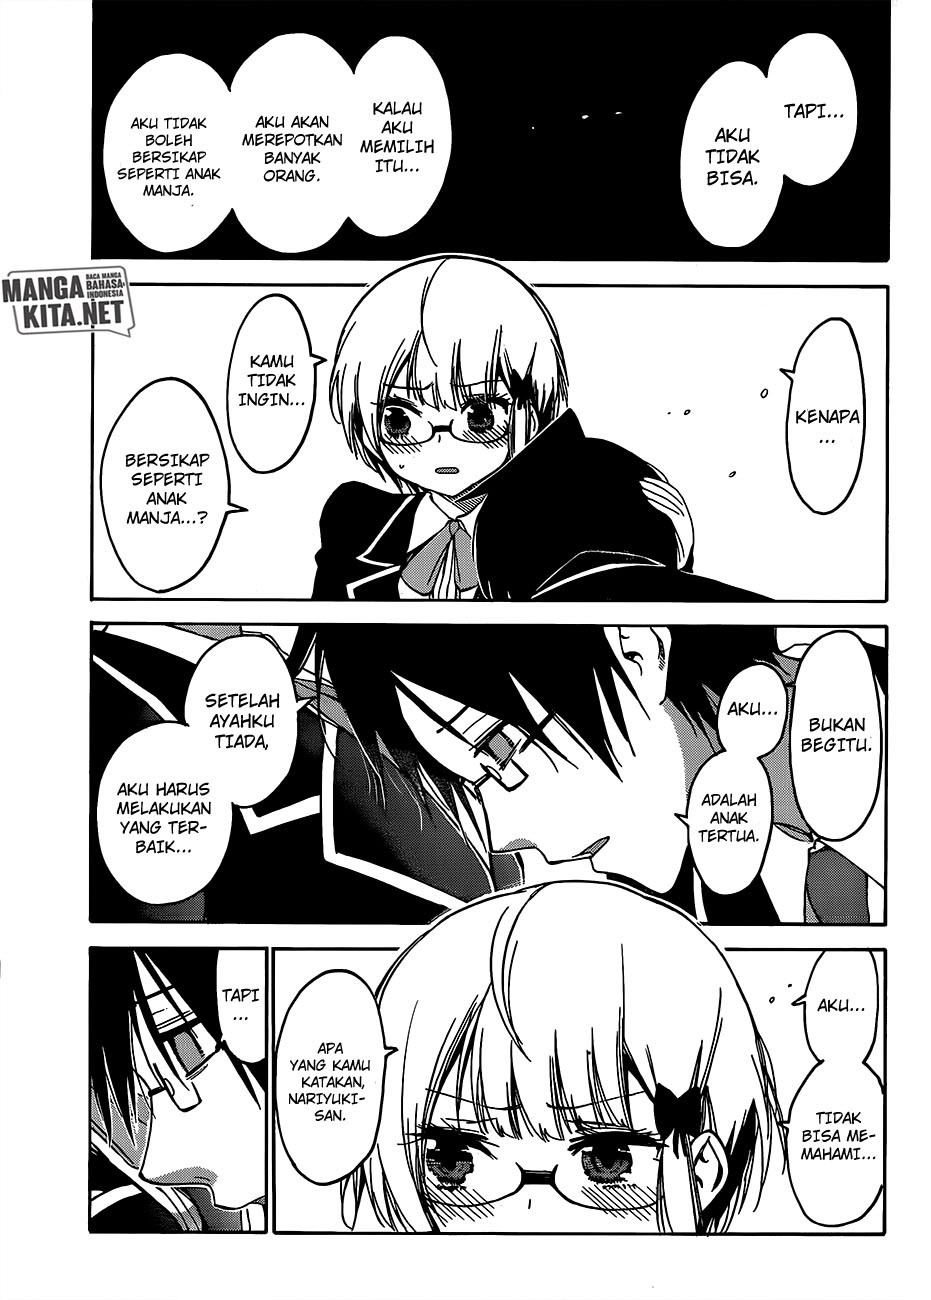 TAPI...
AKU
TIDAK
BISA.
KALAU
AKU
MEMILIH
ITU...
AKU AKAN
MEREPOTKAN
BANYAK
ORANG.
AKU TIDAK
BOLEH
BERSIKAP
SEPERTI ANAK
MANJA.
MANGA
KITA.NET
BACA MANGA
BAHASA
INDONESIA
KENAPA
...
KAMU
TIDAK
INGIN...
BERSIKAP
SEPERTI
ANAK
MANJA...?
BUKAN
BEGITU.
AKU...
ADALAH
ANAK
TERTUA.
SETELAH
AYAHKU
TIADA,
AKU HARUS
MELAKUKAN
YANG TER-
BAIK...
AKU...
TIDAK
BISA ME-
MAHAMI...
APA
YANG KAMU
KATAKAN,
NARIYUKI-
SAN.
TAPI
...